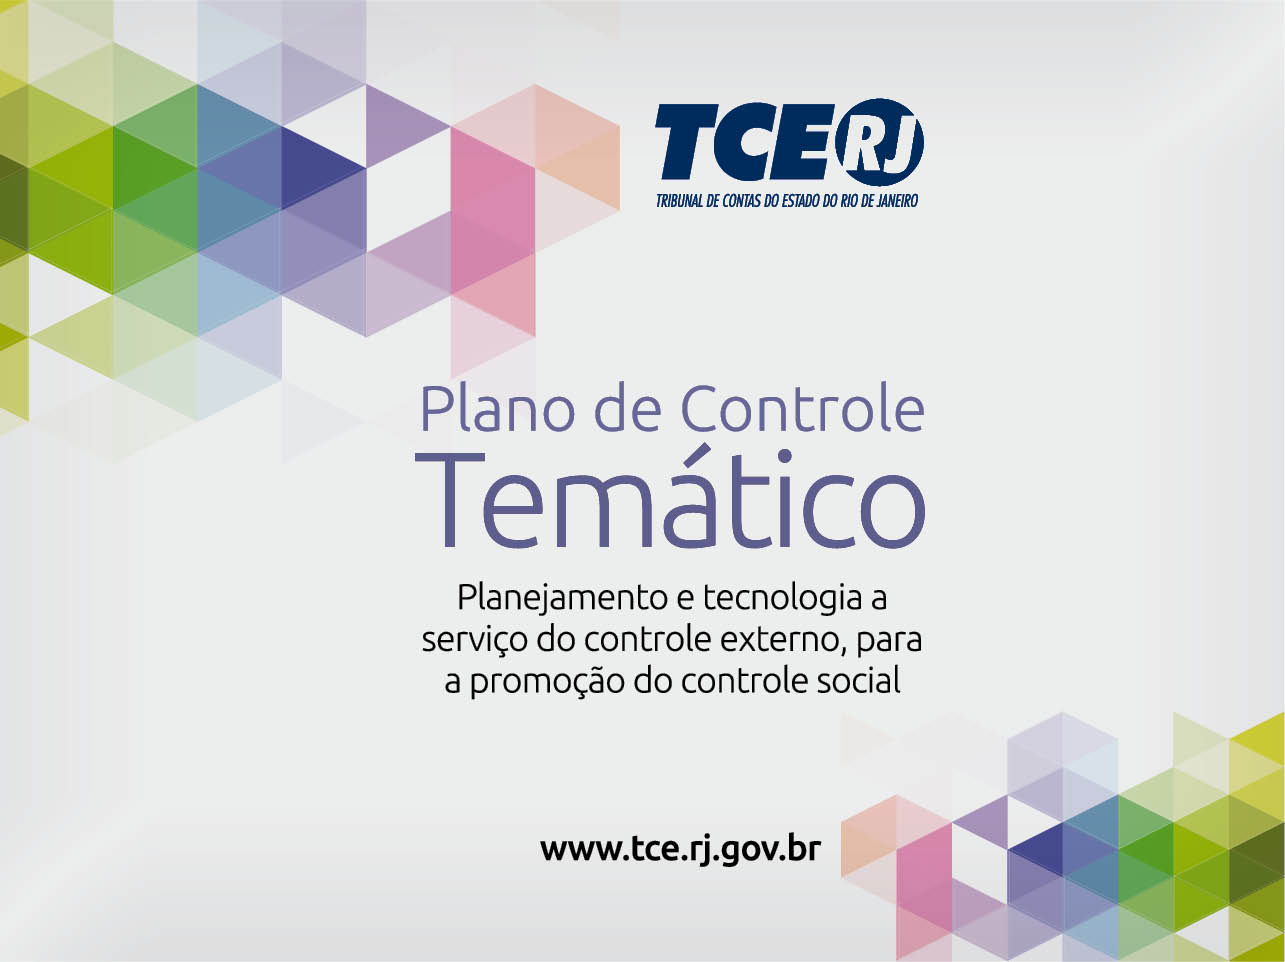 TCERJ
TRIBUNAL DE CONTAS DO ESTADO DO RIO DE JANEIRO
Plano de Controle
Temático
Planejamento e tecnologia a
serviço do controle externo, para
a promoção do controle social
www.tce.rj.gov.br